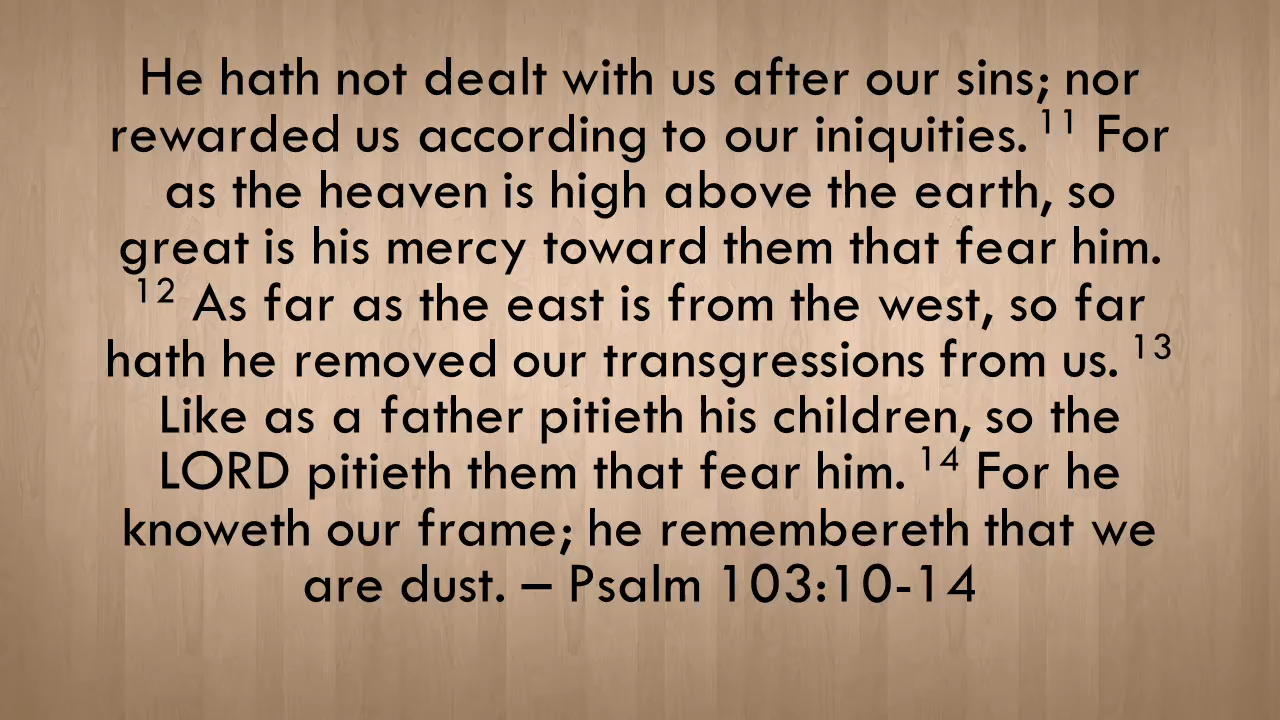 He hath not dealt with us after our sins; nor
rewarded us according to our iniquities. ¹¹ For
as the heaven is high above the earth, so
great is his mercy toward them that fear him.
¹² As far as the east is from the west, so far
hath he removed our transgressions from us. ¹³
Like as a father pitieth his children, so the
LORD pitieth them that fear him. ¹⁴ For he
knoweth our frame; he remembereth that we
are dust. – Psalm 103:10-14